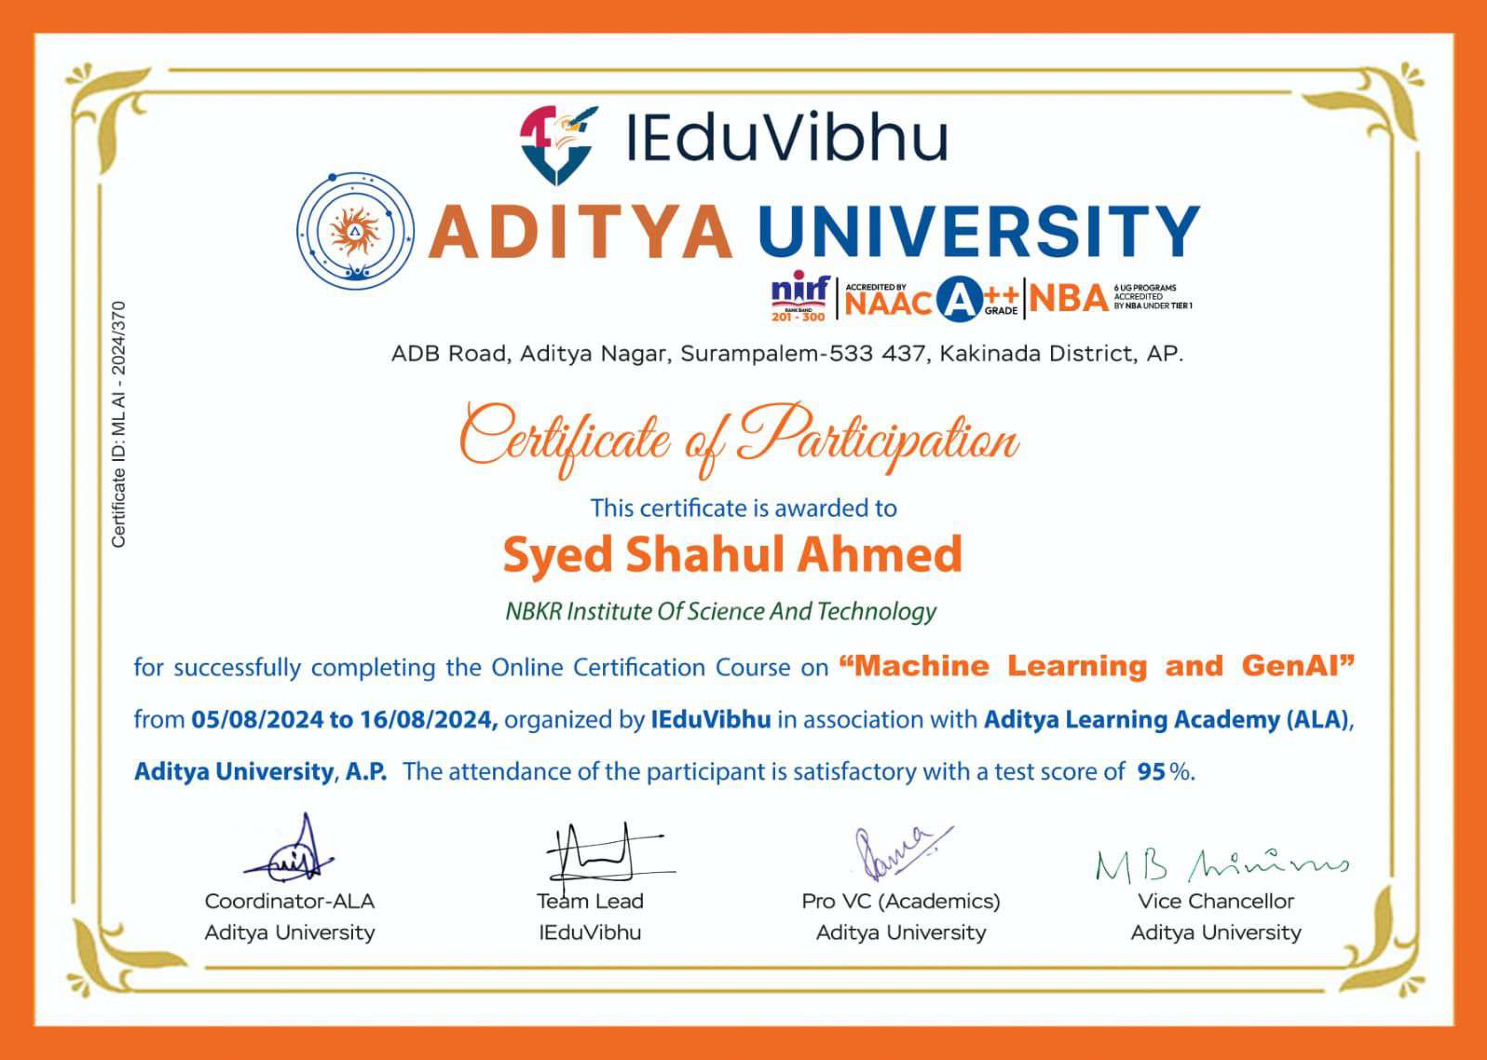 IEduVibhu
ADITYA UNIVERSITY
nirf
RANK BAND
201 - 300
ACCREDITED BY
NAAC A++
GRADE
NBA
6 UG PROGRAMS
ACCREDITED
BY NBA UNDER TIER 1
ADB Road, Aditya Nagar, Surampalem-533 437, Kakinada District, AP.
Certificate ID: ML AI - 2024/370
Certificate of Participation
This certificate is awarded to
Syed Shahul Ahmed
NBKR Institute Of Science And Technology
for successfully completing the Online Certification Course on “Machine Learning and GenAI”
from 05/08/2024 to 16/08/2024, organized by IEduVibhu in association with Aditya Learning Academy (ALA),
Aditya University, A.P. The attendance of the participant is satisfactory with a test score of 95%.
Coordinator-ALA
Aditya University
Team Lead
IEduVibhu
Pro VC (Academics)
Aditya University
Vice Chancellor
Aditya University